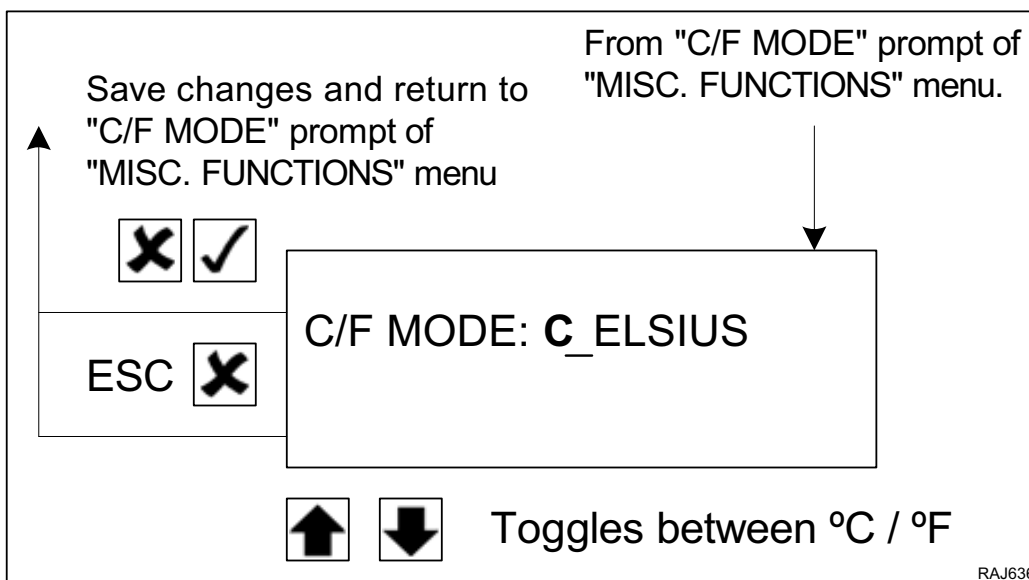 From "C/F MODE" prompt of
"MISC. FUNCTIONS" menu.
Save changes and return to
"C/F MODE" prompt of
"MISC. FUNCTIONS" menu
C/F MODE: C_ELSIUS
ESC
Toggles between ºC / ºF
RAJ636